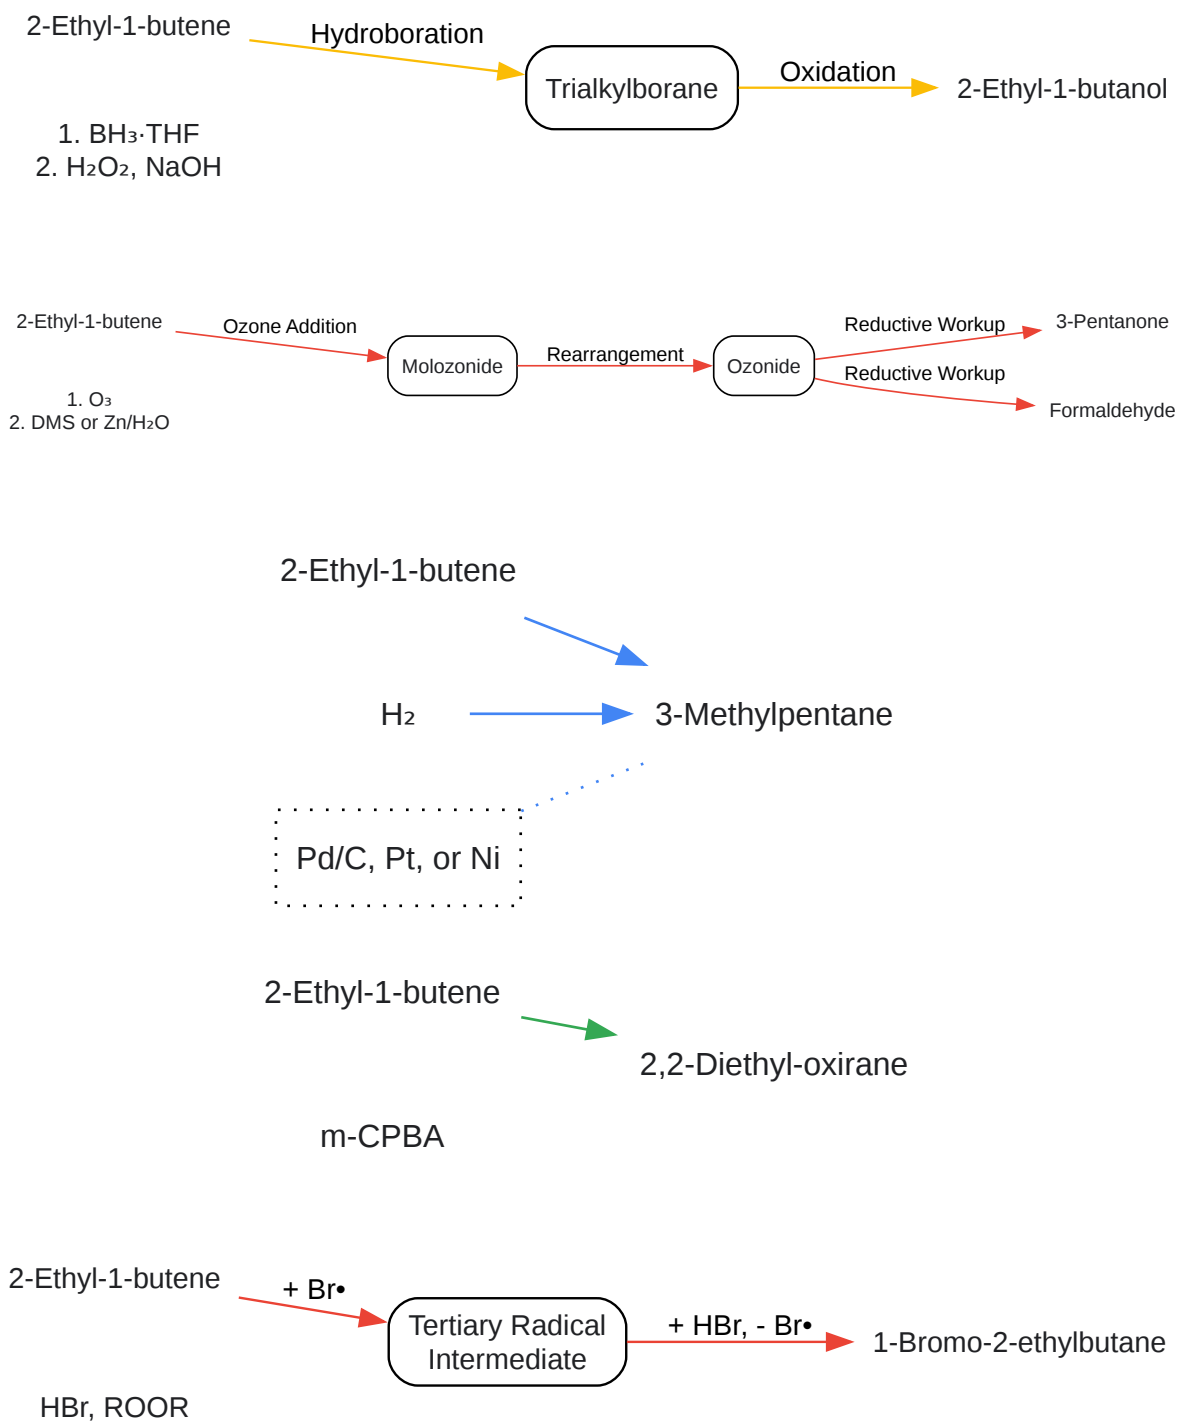 2-Ethyl-1-butene
Hydroboration
Trialkylborane
Oxidation
2-Ethyl-1-butanol
1. BH₃·THF
2. H₂O₂, NaOH
2-Ethyl-1-butene
Ozone Addition
Molozonide
Rearrangement
Ozonide
Reductive Workup
3-Pentanone
Reductive Workup
Formaldehyde
1. O₃
2. DMS or Zn/H₂O
2-Ethyl-1-butene
H₂
3-Methylpentane
Pd/C, Pt, or Ni
2-Ethyl-1-butene
2,2-Diethyl-oxirane
m-CPBA
2-Ethyl-1-butene
+ Br•
Tertiary Radical
Intermediate
+ HBr, - Br•
1-Bromo-2-ethylbutane
HBr, ROOR